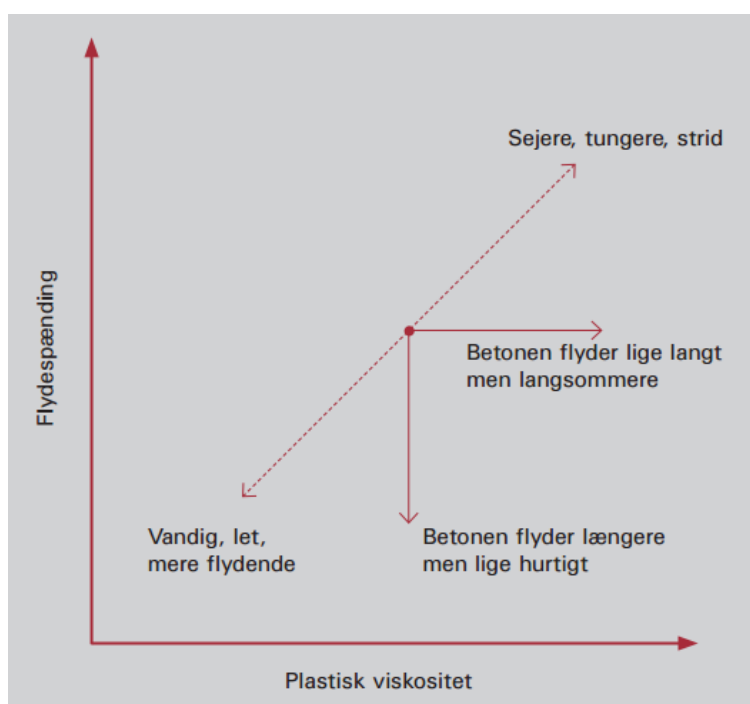 Sejere, tungere, strid
Flydespænding
Betonen flyder lige langt
men langsommere
Vandig, let,
mere flydende
Betonen flyder længere
men lige hurtigt
Plastisk viskositet